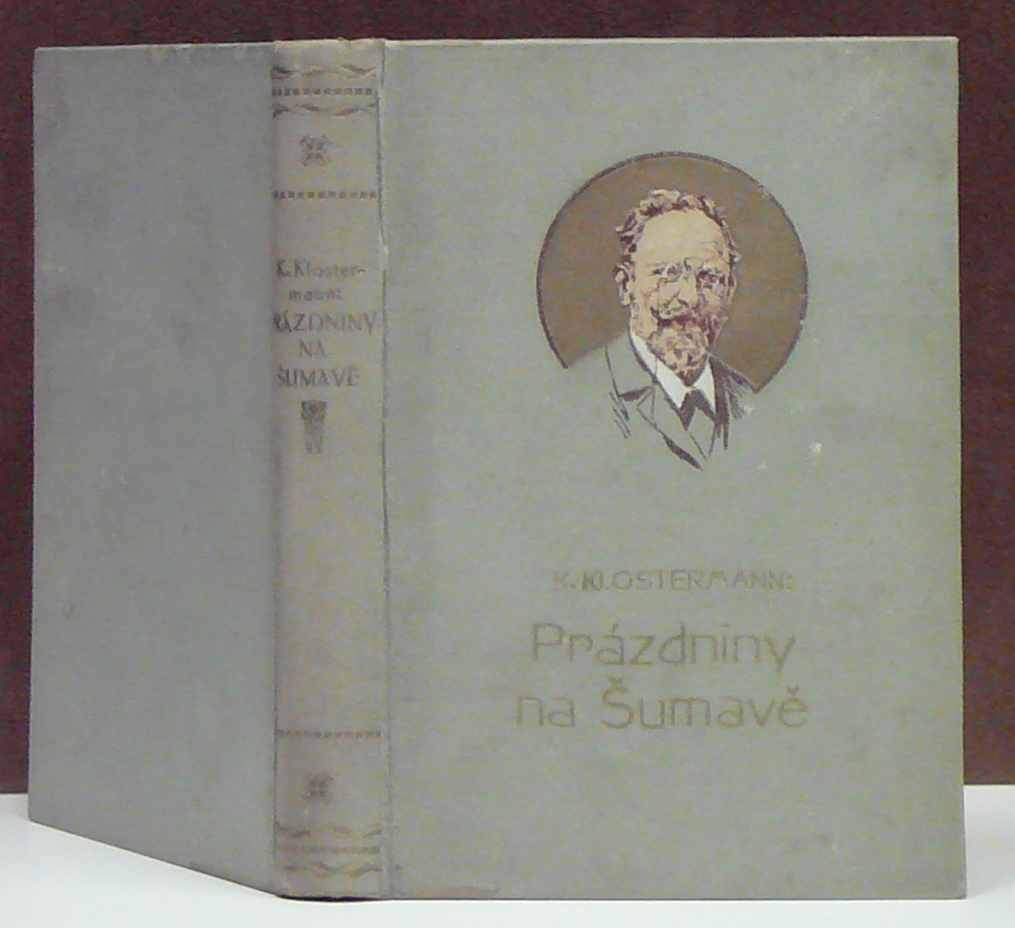 K. Kloster-
mann:
PRÁZDNINY
NA
ŠUMAVĚ
K. KLOSTERMANN:
Prázdniny
na Šumavě